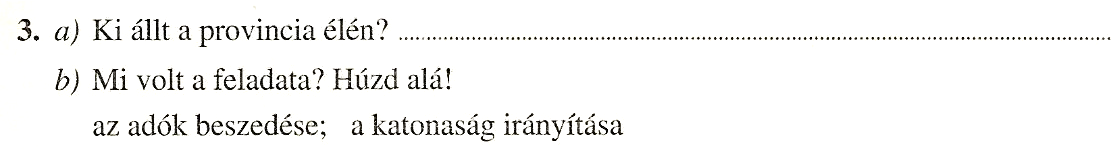 3. a) Ki állt a provincia élén? ........................................................................
b) Mi volt a feladata? Húzd alá!
az adók beszedése; a katonaság irányítása